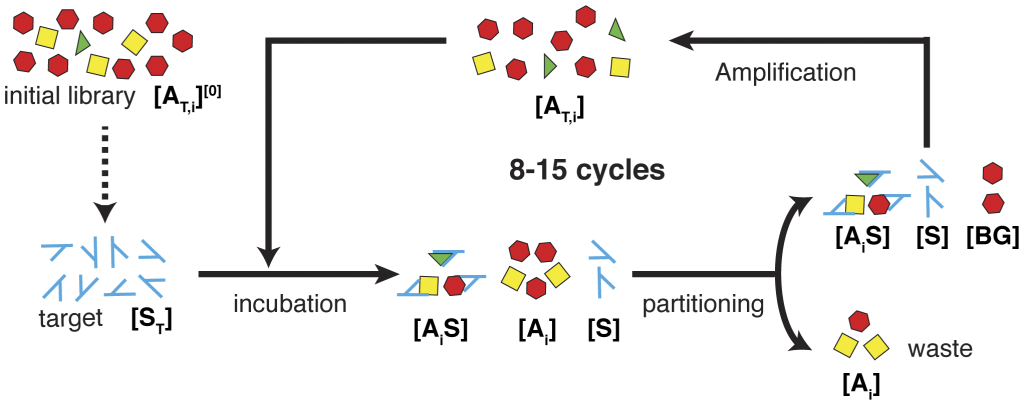 initial library [A_T,i]^[0]
[A_T,i]
Amplification
8-15 cycles
target [S_T]
incubation
[A_iS] [A_i] [S]
partitioning
[A_iS] [S] [BG]
waste
[A_i]